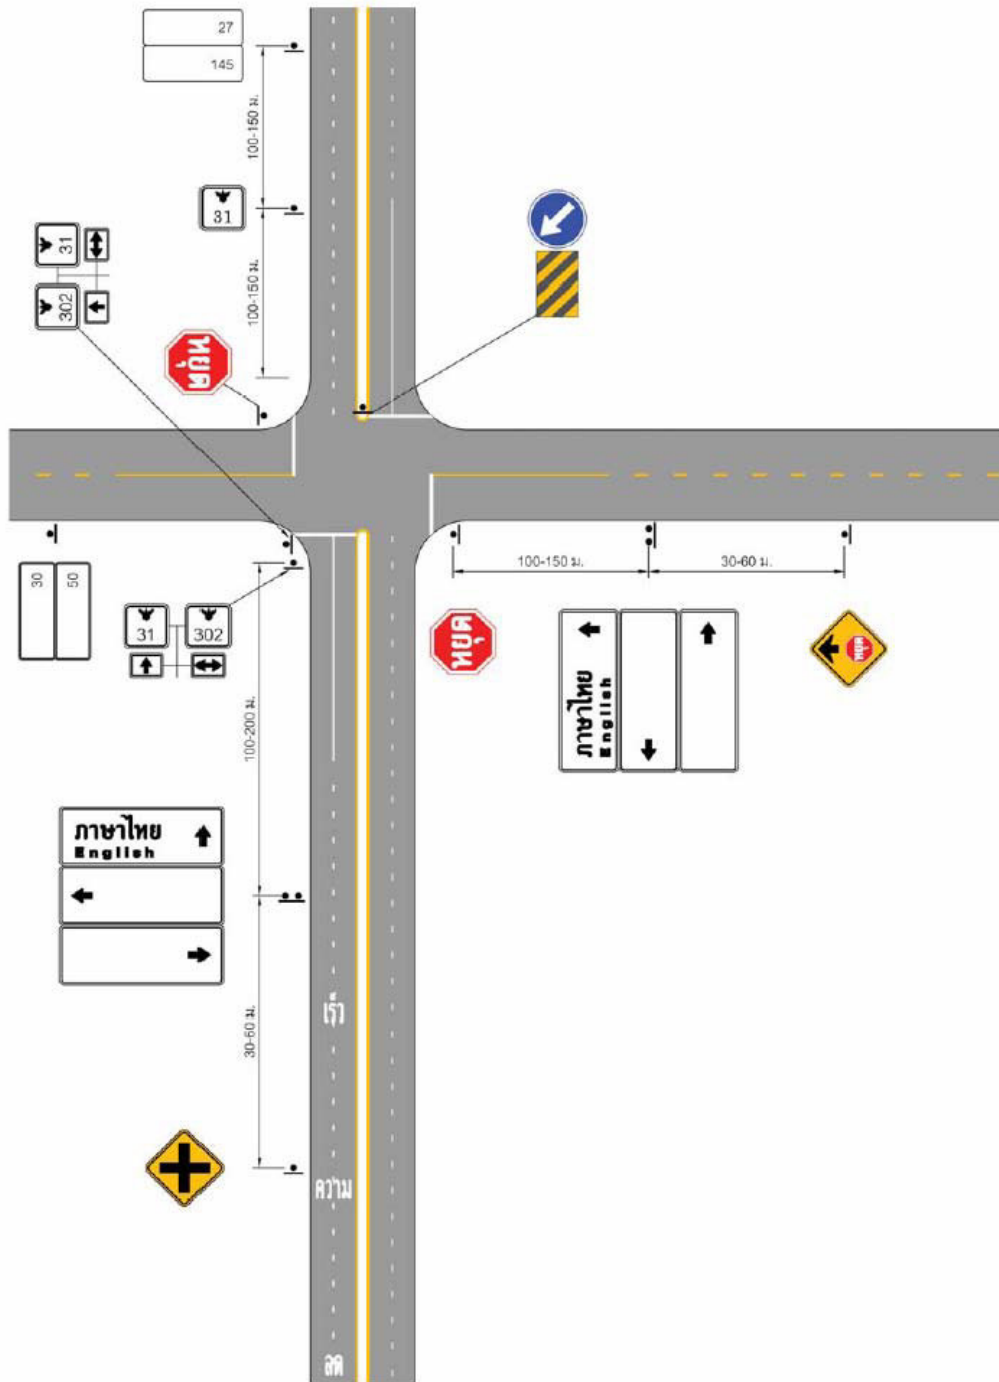 27
145
100-150 ม.
31
31
302
100-150 ม.
หยุด
100-150 ม.
30-60 ม.
30
50
31
302
หยุด
ภาษาไทย
English
หยุด
100-200 ม.
ภาษาไทย
English
30-60 ม.
เร็ว
ความ
ลด